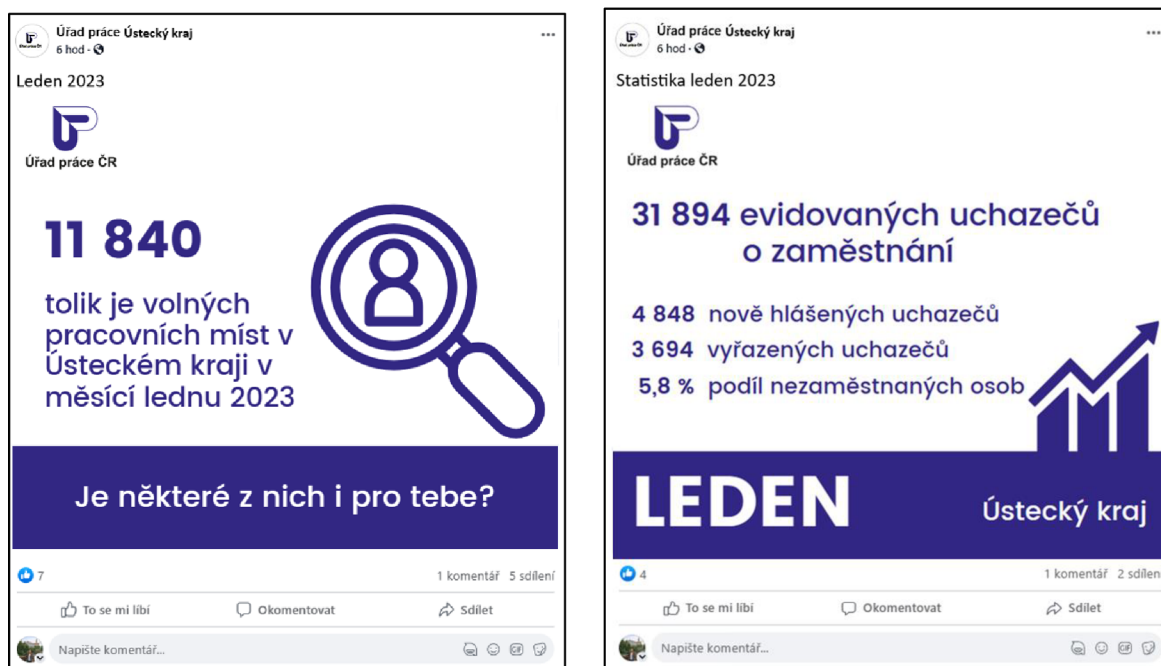 Úřad práce Ústecký kraj
6 hod
Leden 2023
Úřad práce ČR
11 840
tolik je volných
pracovních míst v
Ústeckém kraji v
měsící lednu 2023
Je některé z nich i pro tebe?
7
1 komentář 5 sdílení
To se mi líbí
Okomentovat
Sdílet
Napište komentář...
GIF
Úřad práce Ústecký kraj
6 hod
Statistika leden 2023
Úřad práce ČR
31 894 evidovaných uchazečů
o zaměstnání
4 848 nově hlášených uchazečů
3 694 vyřazených uchazečů
5,8 % podíl nezaměstnaných osob
LEDEN
Ústecký kraj
4
1 komentář 2 sdílen
To se mi líbí
Okomentovat
Sdílet
Napište komentář...
GIF